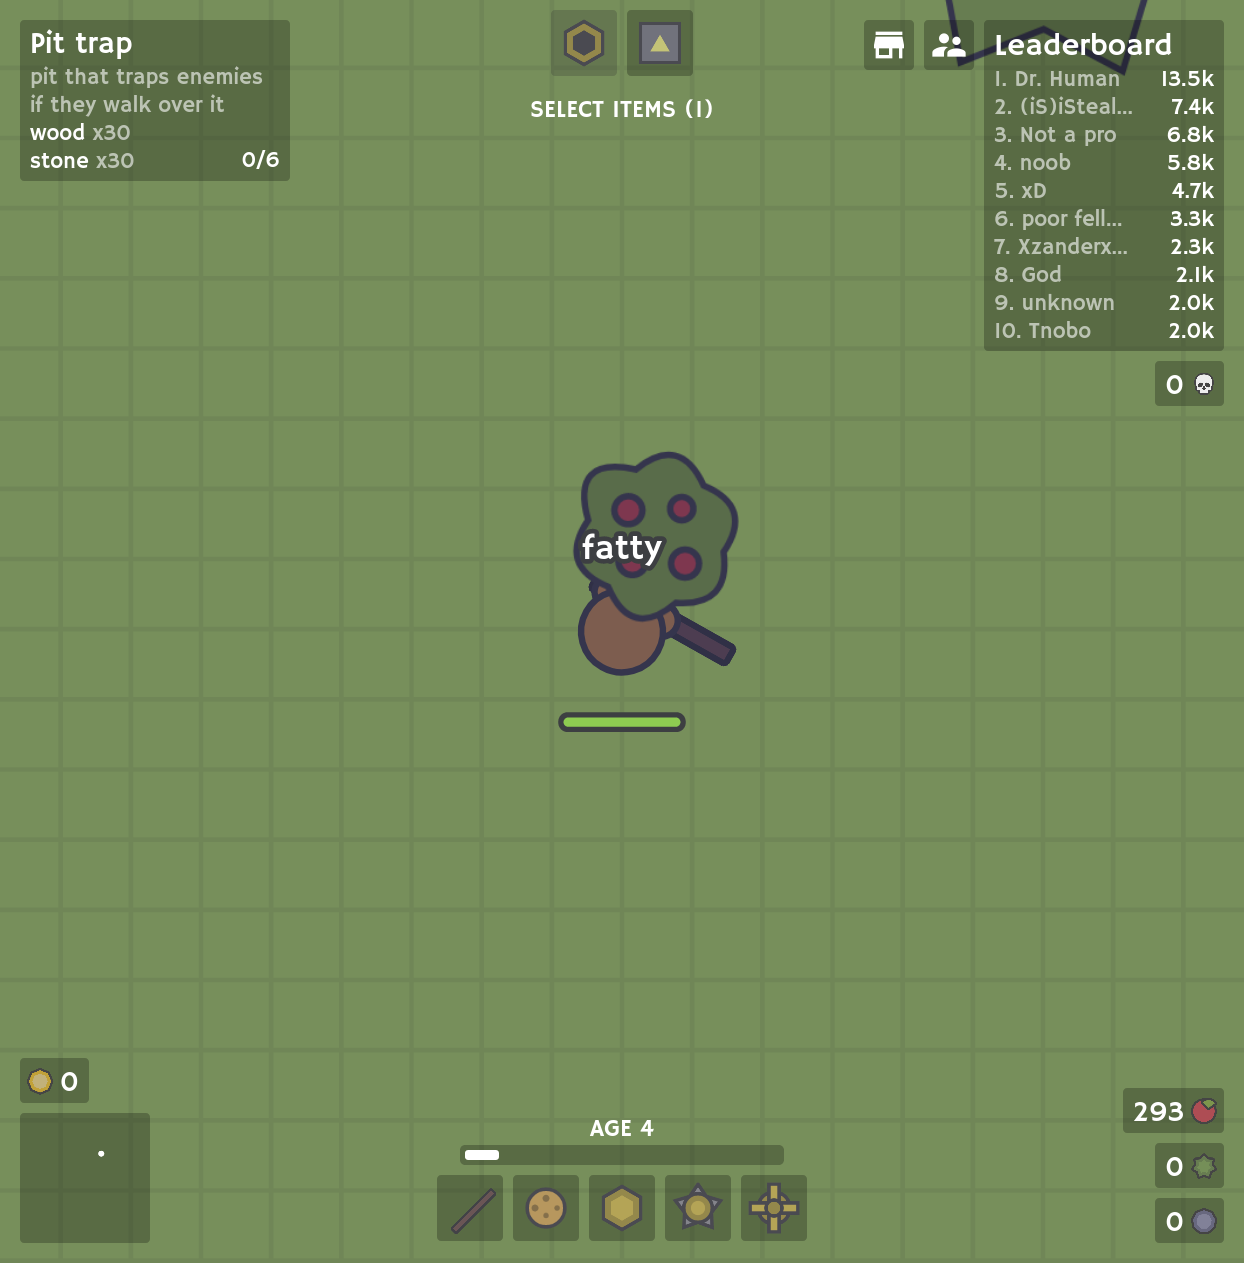 Pit trap
pit that traps enemies
if they walk over it
wood x30
stone x30 0/6
SELECT ITEMS (1)
Leaderboard
1. Dr. Human 13.5k
2. (iS)iSteal... 7.4k
3. Not a pro 6.8k
4. noob 5.8k
5. xD 4.7k
6. poor fell... 3.3k
7. Xzanderx... 2.3k
8. God 2.1k
9. unknown 2.0k
10. Tnobo 2.0k
0
fatty
0
AGE 4
293
0
0